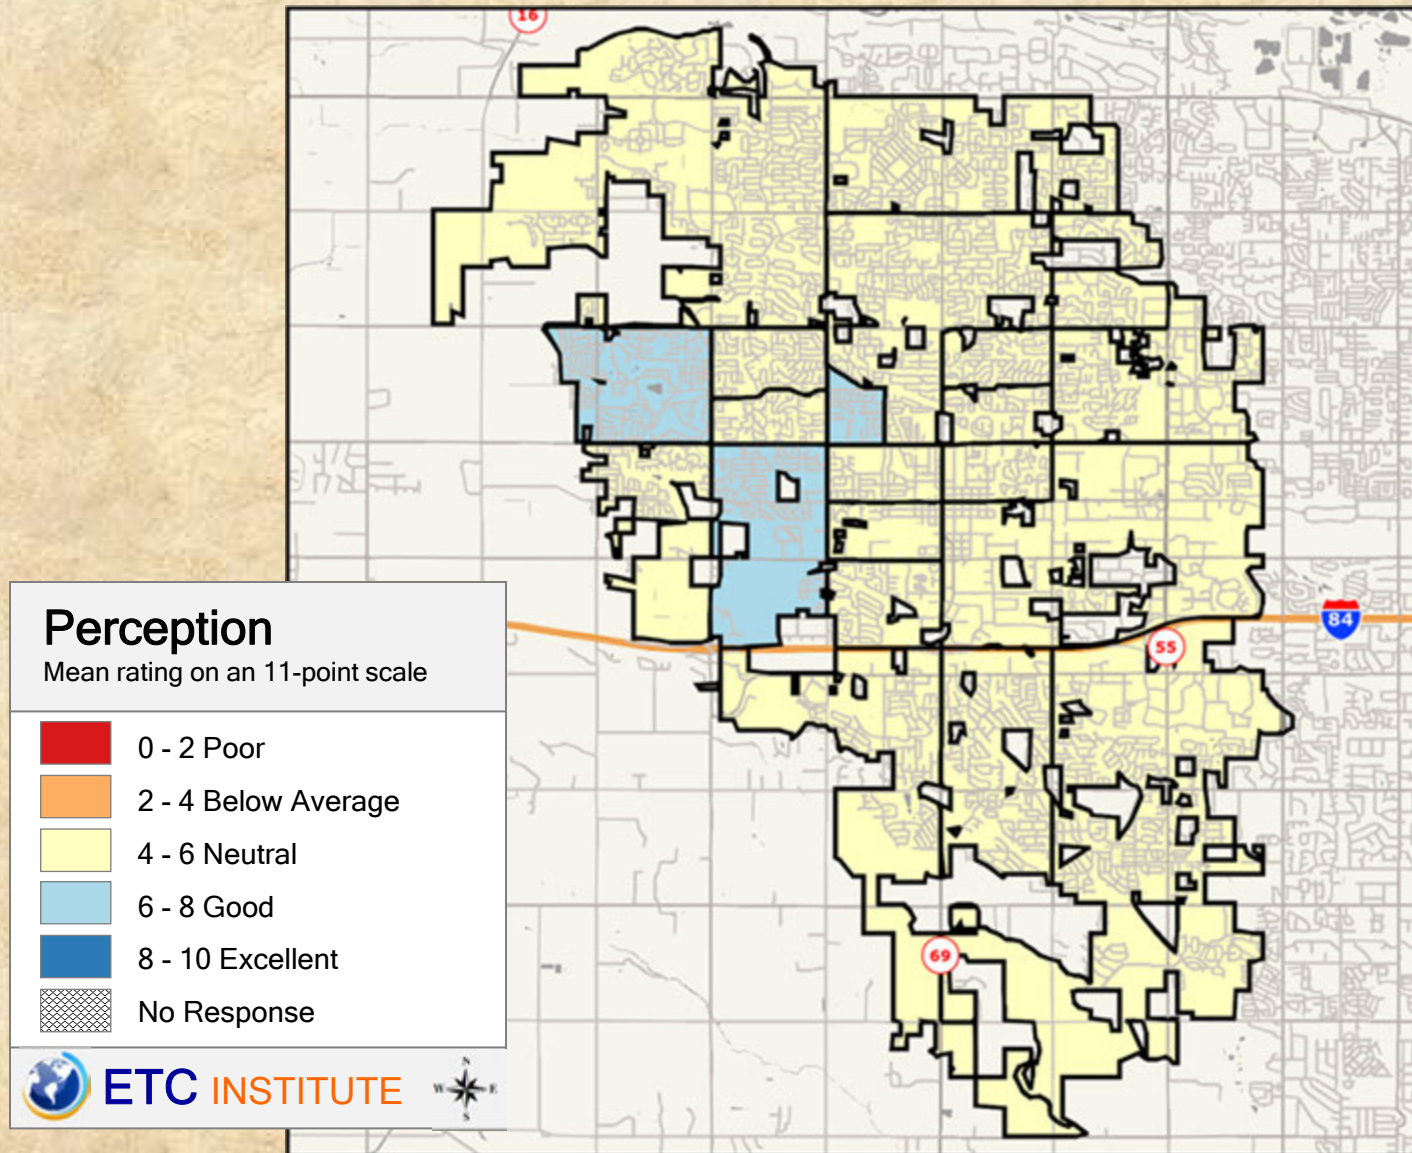 16
84
55
69
Perception
Mean rating on an 11-point scale
0 - 2 Poor
2 - 4 Below Average
4 - 6 Neutral
6 - 8 Good
8 - 10 Excellent
No Response
ETC INSTITUTE
N
W E
S